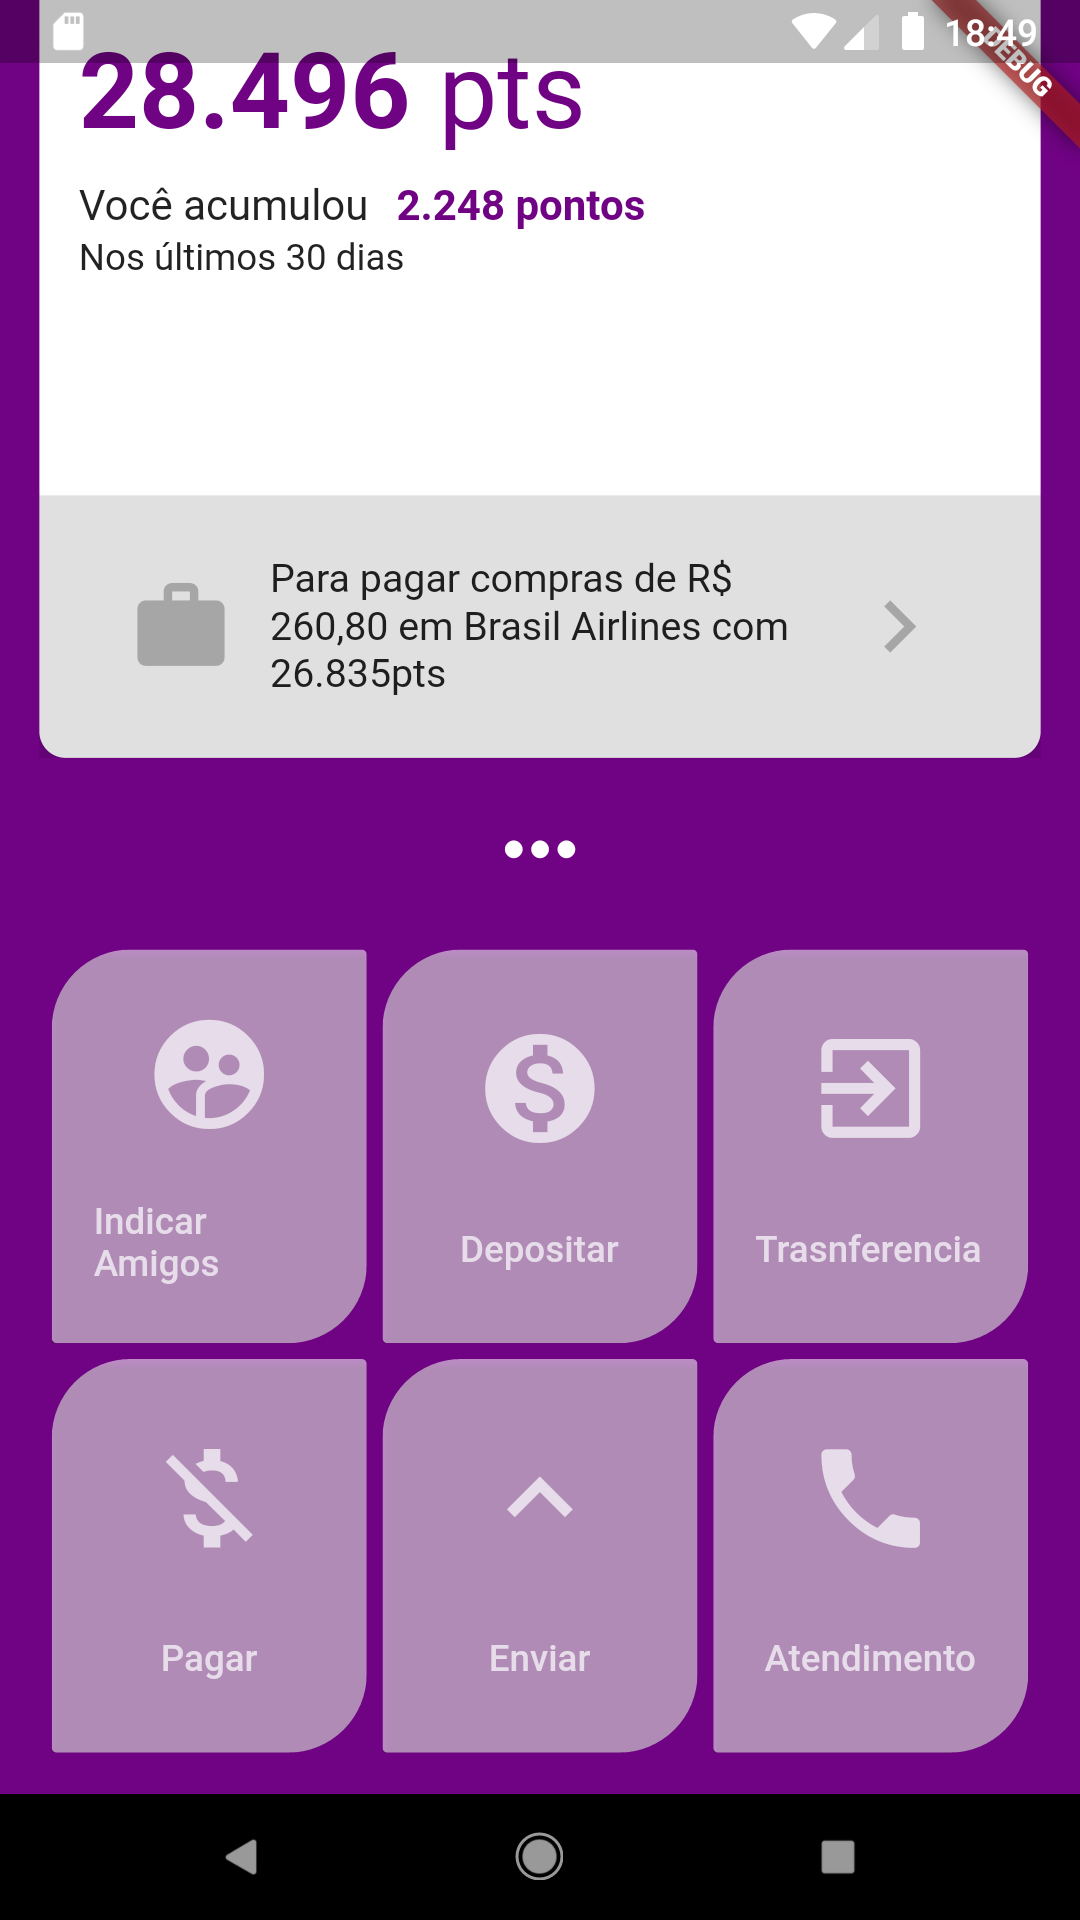 18:49
DEBUG
28.496 pts
Você acumulou 2.248 pontos
Nos últimos 30 dias
Para pagar compras de R$
260,80 em Brasil Airlines com
26.835pts
Indicar
Amigos
Depositar
Trasnferencia
Pagar
Enviar
Atendimento